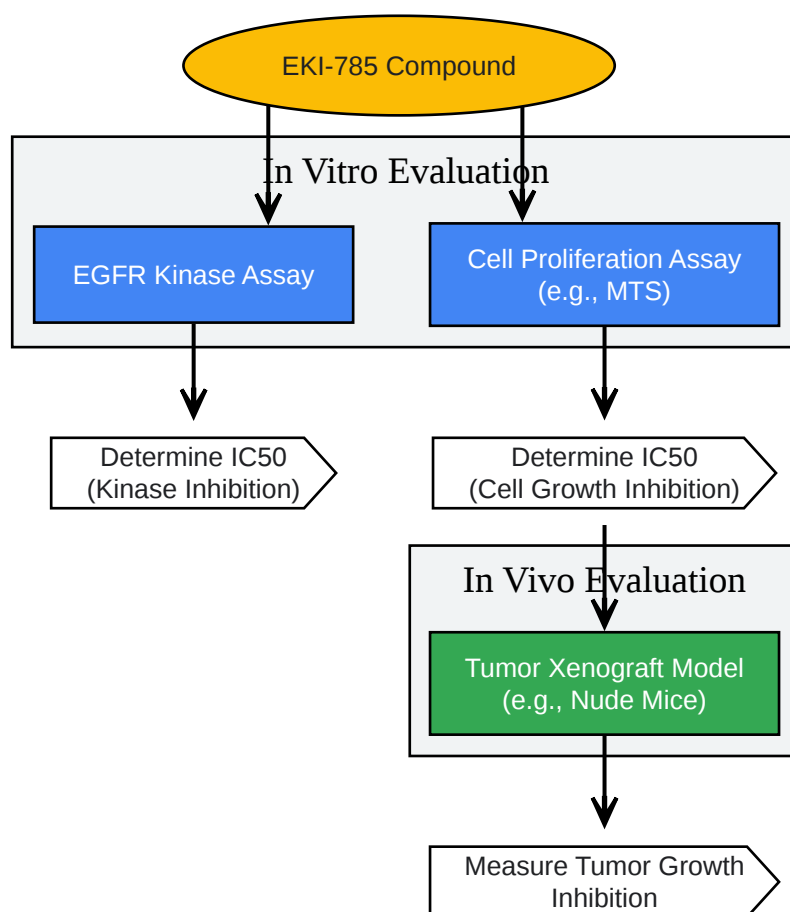 EKI-785 Compound
In Vitro Evaluation
EGFR Kinase Assay
Cell Proliferation Assay
(e.g., MTS)
Determine IC50
(Kinase Inhibition)
Determine IC50
(Cell Growth Inhibition)
In Vivo Evaluation
Tumor Xenograft Model
(e.g., Nude Mice)
Measure Tumor Growth
Inhibition